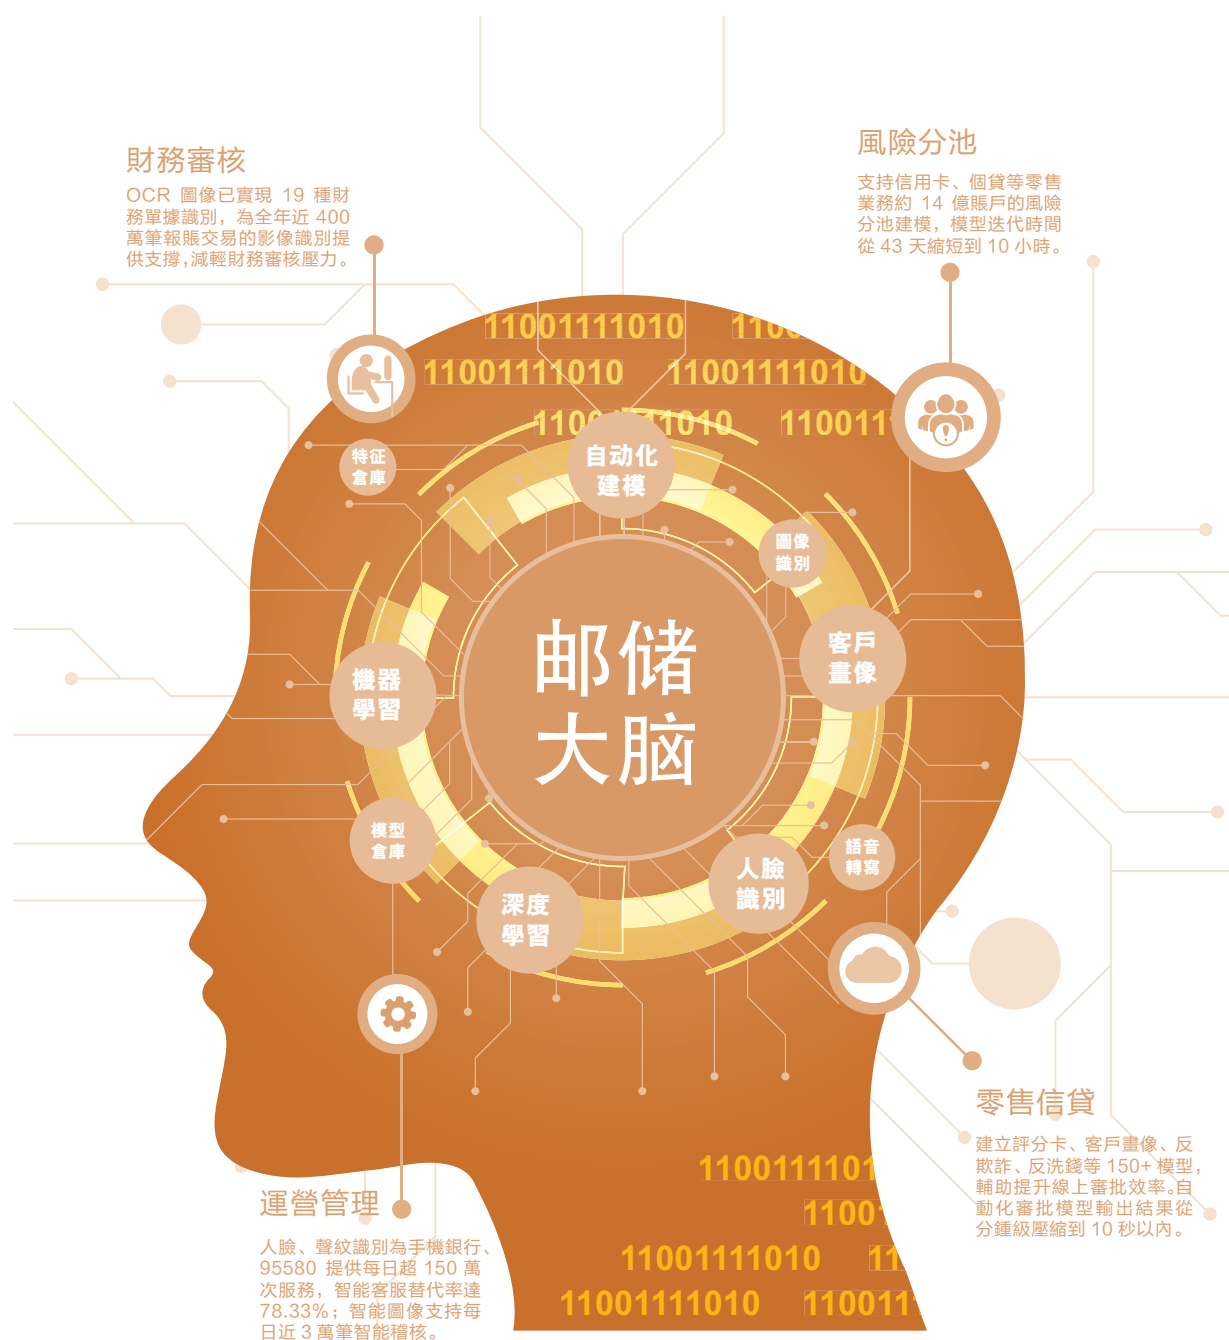 財務審核
OCR 圖像已實現 19 種財
務單據識別，為全年近 400
萬筆報賬交易的影像識別提
供支撐，減輕財務審核壓力。
風險分池
支持信用卡、個貸等零售
業務約 14 億賬戶的風險
分池建模，模型迭代時間
從 43 天縮短到 10 小時。
11001111010
1100
11001111010
11001111010
11001111010
110011
自动化
建模
特征
倉庫
圖像
識別
客戶
畫像
機器
學習
邮储
大脑
模型
倉庫
語音
轉寫
人臉
識別
深度
學習
零售信貸
建立評分卡、客戶畫像、反
欺詐、反洗錢等 150+ 模型，
輔助提升線上審批效率。自
動化審批模型輸出結果從
分鍾級壓縮到 10 秒以內。
1100111101
11001
11001111010
11
11001111010
110011
運營管理
人臉、聲紋識別為手機銀行、
95580 提供每日超 150 萬
次服務，智能客服替代率達
78.33%；智能圖像支持每
日近 3 萬筆智能稽核。